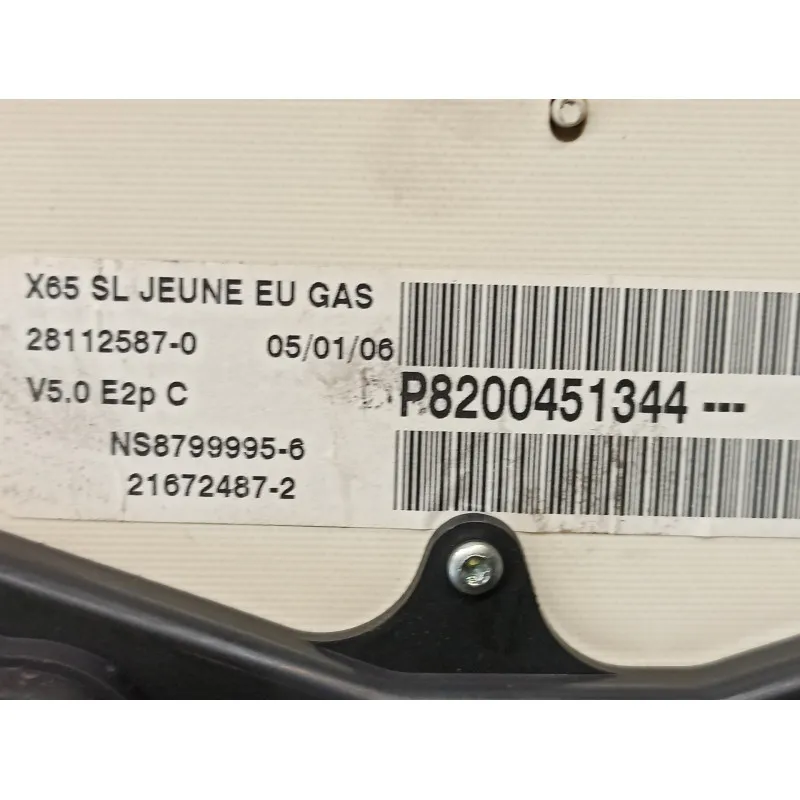 X65 SL JEUNE EU GAS
28112587-0 05/01/06
V5.0 E2p C
P8200451344---
NS8799995-6
21672487-2